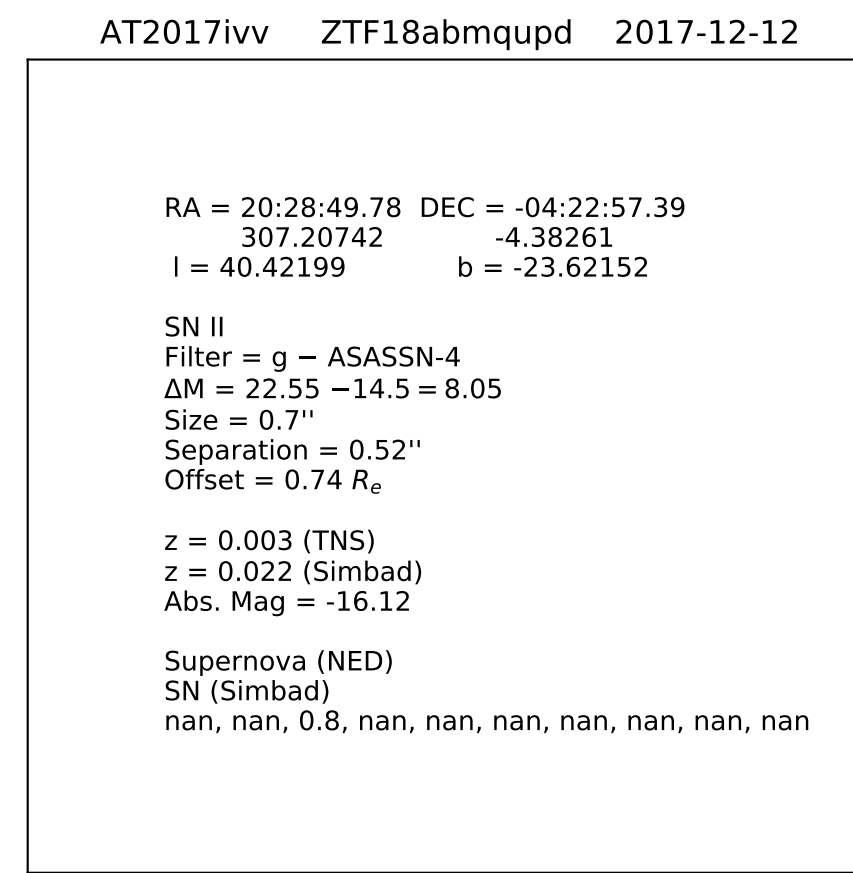 AT2017ivv ZTF18abmqupd 2017-12-12
RA = 20:28:49.78 DEC = -04:22:57.39
307.20742 -4.38261
l = 40.42199 b = -23.62152
SN II
Filter = g − ASASSN-4
ΔM = 22.55 −14.5 = 8.05
Size = 0.7''
Separation = 0.52''
Offset = 0.74 Rₑ
z = 0.003 (TNS)
z = 0.022 (Simbad)
Abs. Mag = -16.12
Supernova (NED)
SN (Simbad)
nan, nan, 0.8, nan, nan, nan, nan, nan, nan, nan